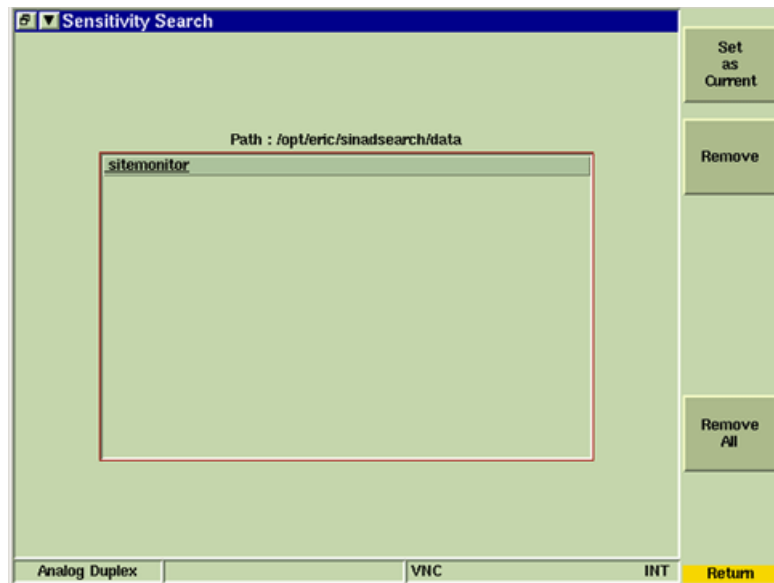 Sensitivity Search
Path : /opt/eric/sinadsearch/data
sitemonitor
Set
as
Current
Remove
Remove
All
Analog Duplex
VNC
INT
Return